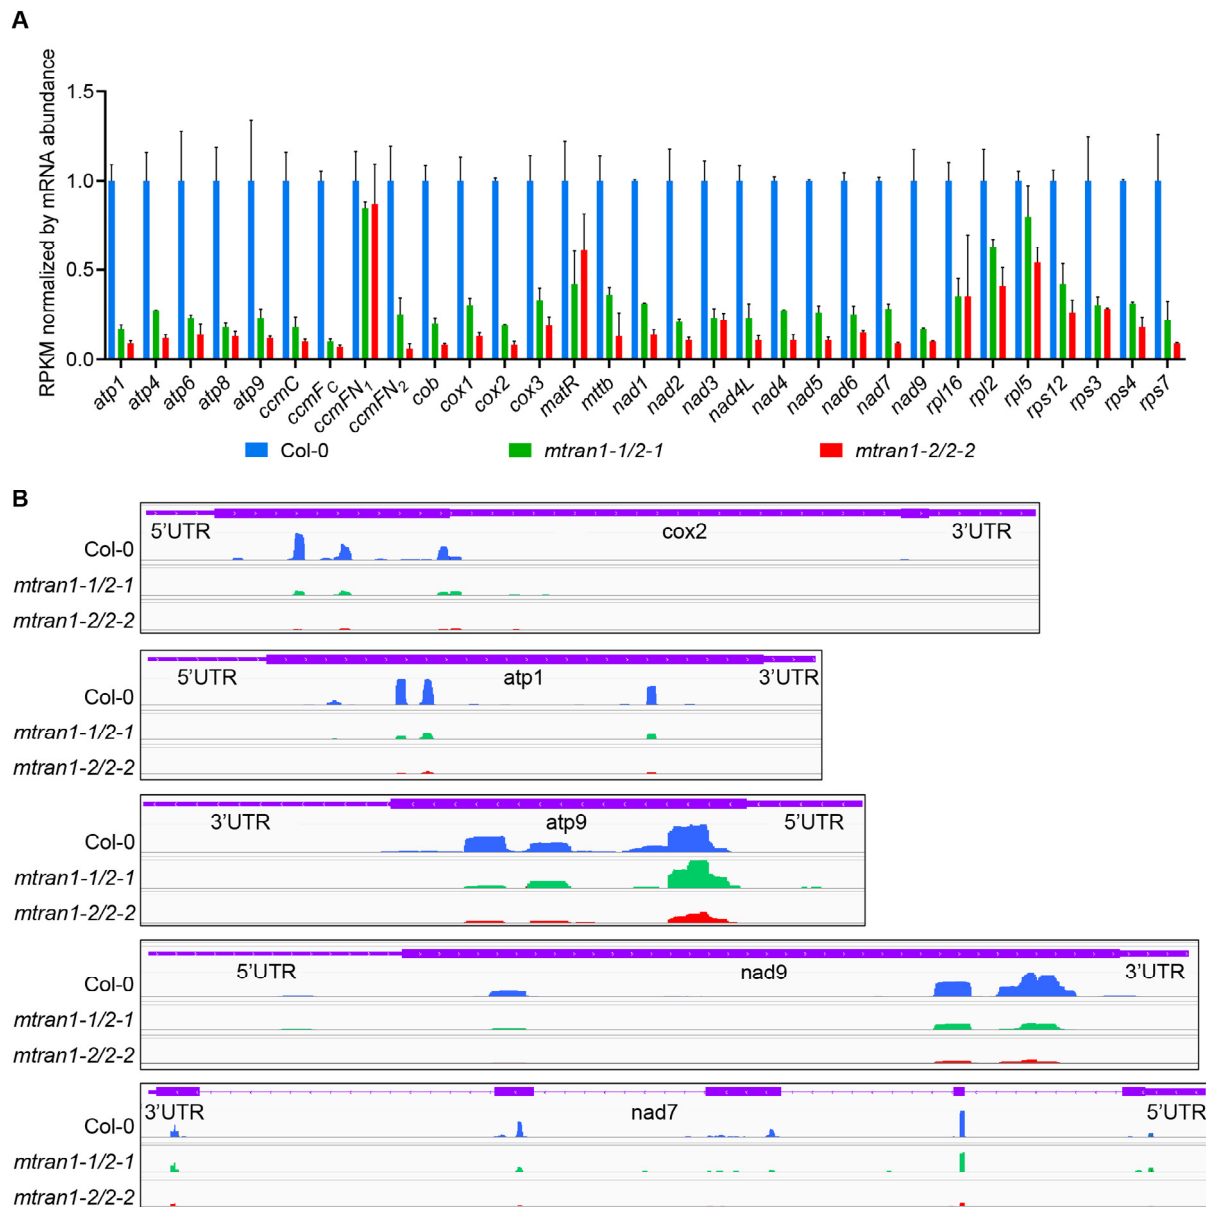 A
RPKM normalized by mRNA abundance
1.5
1.0
0.5
0.0
atp1 atp4 atp6 atp8 atp9 ccmC ccmFC ccmFN1 ccmFN2 cob cox1 cox2 cox3 matR mttb nad1 nad2 nad3 nad4L nad4 nad5 nad6 nad7 nad9 rpl16 rpl2 rpl5 rps12 rps3 rps4 rps7
Col-0 mtran1-1/2-1 mtran1-2/2-2
B
5'UTR cox2 3'UTR
Col-0
mtran1-1/2-1
mtran1-2/2-2
5'UTR atp1 3'UTR
Col-0
mtran1-1/2-1
mtran1-2/2-2
3'UTR atp9 5'UTR
Col-0
mtran1-1/2-1
mtran1-2/2-2
5'UTR nad9 3'UTR
Col-0
mtran1-1/2-1
mtran1-2/2-2
3'UTR nad7 5'UTR
Col-0
mtran1-1/2-1
mtran1-2/2-2